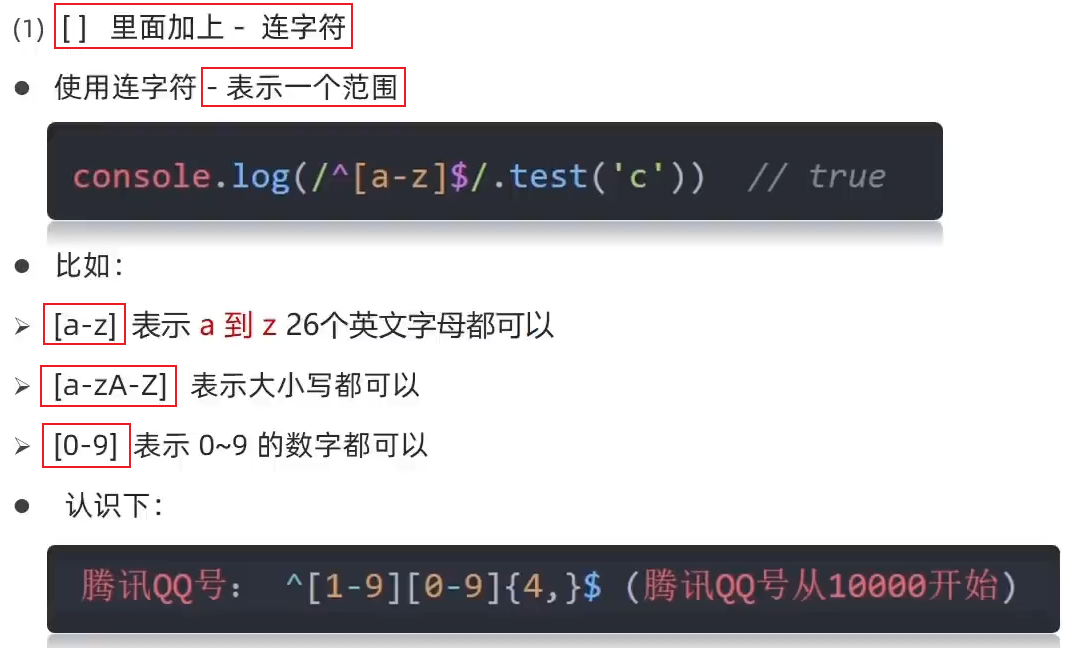 (1) [] 里面加上 - 连字符
● 使用连字符 - 表示一个范围
console.log(/^[a-z]$/.test('c')) // true
● 比如：
➢ [a-z] 表示 a 到 z 26个英文字母都可以
➢ [a-zA-Z] 表示大小写都可以
➢ [0-9] 表示 0~9 的数字都可以
● 认识下：
腾讯QQ号： ^[1-9][0-9]{4,}$ (腾讯QQ号从10000开始)